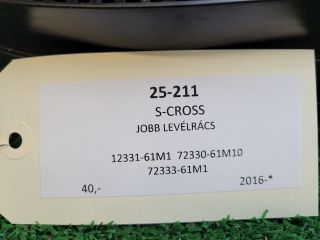 25-211
S-CROSS
JOBB LEVÉLRÁCS
12331-61M1 72330-61M10
72333-61M1
40,- 2016-*